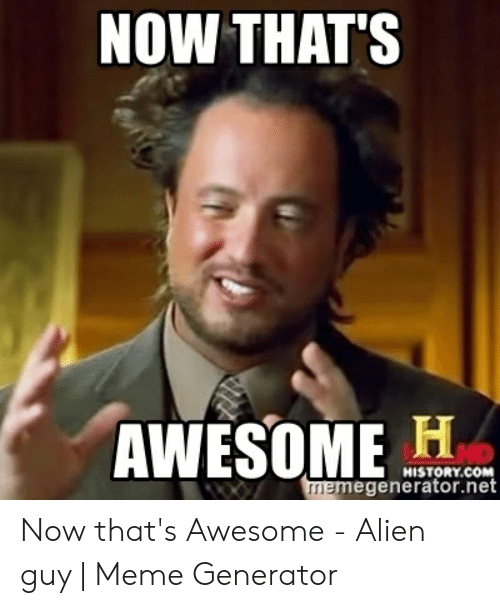 NOW THAT'S
AWESOME
H HD
HISTORY.COM
memegenerator.net
Now that's Awesome - Alien
guy | Meme Generator